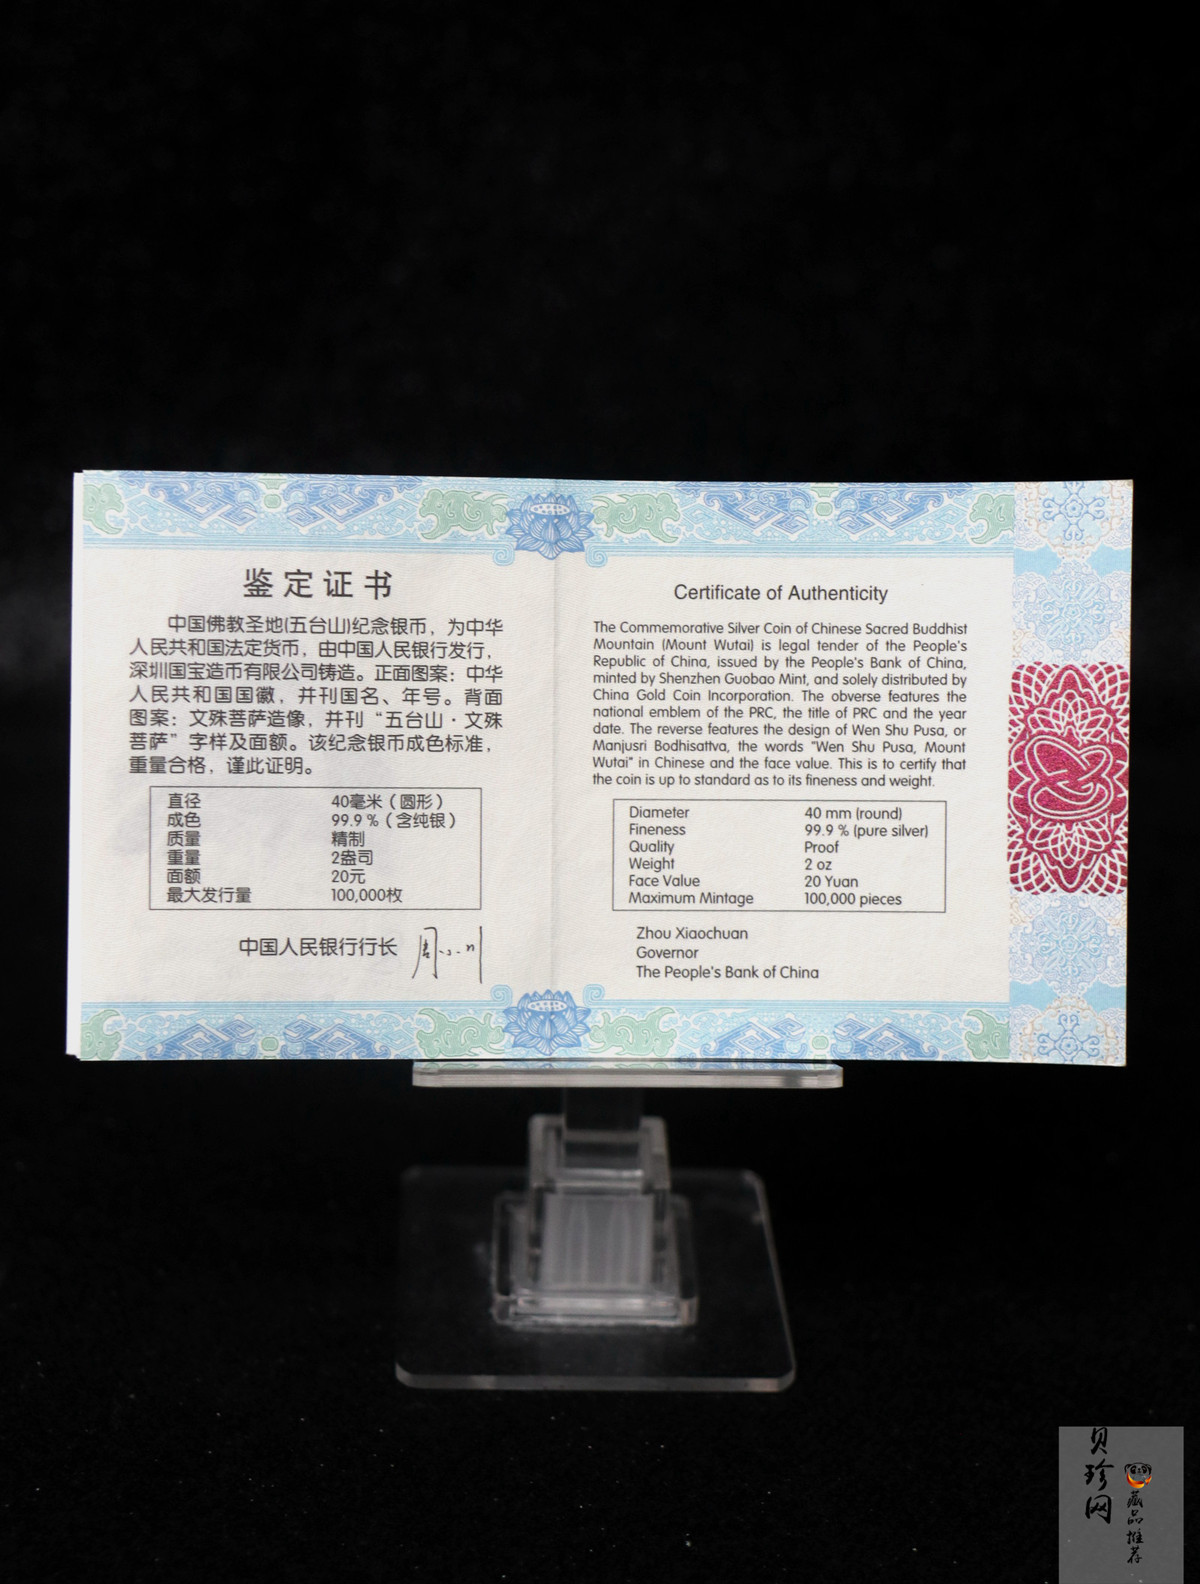 鉴定证书
中国佛教圣地(五台山)纪念银币，为中华
人民共和国法定货币，由中国人民银行发行，
深圳国宝造币有限公司铸造。正面图案：中华
人民共和国国徽，并刊国名、年号。背面
图案：文殊菩萨造像，并刊“五台山·文殊
菩萨”字样及面额。该纪念银币成色标准，
重量合格，谨此证明。
直径 40毫米（圆形）
成色 99.9％（含纯银）
质量 精制
重量 2盎司
面额 20元
最大发行量 100,000枚
中国人民银行行长 周小川
Certificate of Authenticity
The Commemorative Silver Coin of Chinese Sacred Buddhist
Mountain (Mount Wutai) is legal tender of the People's
Republic of China, issued by the People's Bank of China,
minted by Shenzhen Guobao Mint, and solely distributed by
China Gold Coin Incorporation. The obverse features the
national emblem of the PRC, the title of PRC and the year
date. The reverse features the design of Wen Shu Pusa, or
Manjusri Bodhisattva, the words "Wen Shu Pusa, Mount
Wutai" in Chinese and the face value. This is to certify that
the coin is up to standard as to its fineness and weight.
Diameter 40 mm (round)
Fineness 99.9 % (pure silver)
Quality Proof
Weight 2 oz
Face Value 20 Yuan
Maximum Mintage 100,000 pieces
Zhou Xiaochuan
Governor
The People's Bank of China
贝珍网
藏品推荐